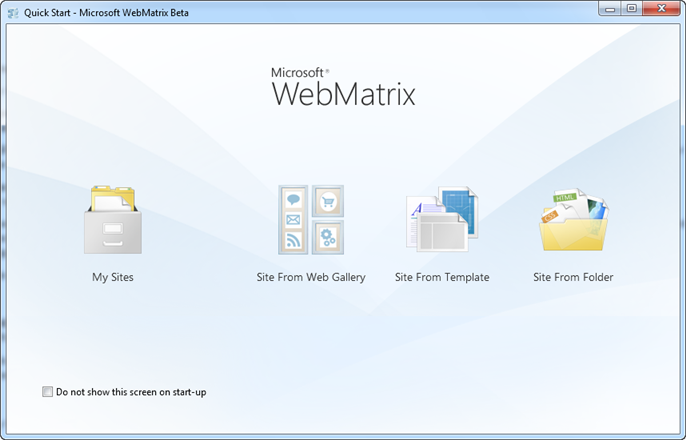 Quick Start - Microsoft WebMatrix Beta
Microsoft®
WebMatrix
My Sites
Site From Web Gallery
Site From Template
Site From Folder
CSS
HTML
Do not show this screen on start-up